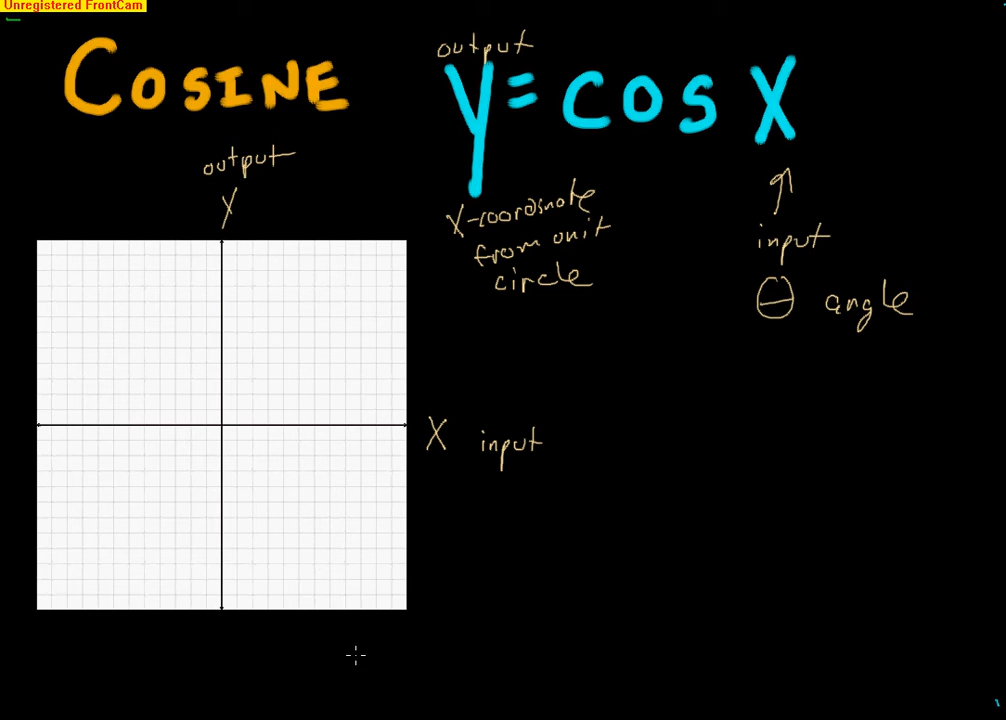 Unregistered FrontCam
COSINE
output
y = cos x
output
y
x-coordinate
from unit
circle
input
θ angle
x input